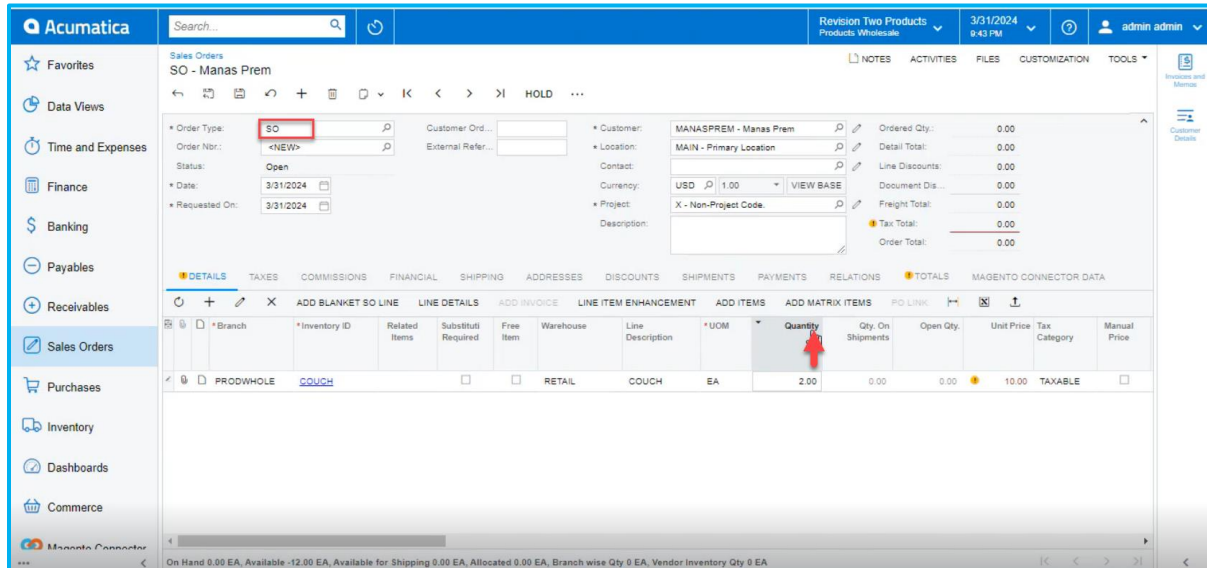 Acumatica
Search...
Revision Two Products
Products Wholesale
3/31/2024
9:43 PM
admin admin
Favorites
Data Views
Time and Expenses
Finance
Banking
Payables
Receivables
Sales Orders
Purchases
Inventory
Dashboards
Commerce
Magento Connector
Sales Orders
SO - Manas Prem
NOTES ACTIVITIES FILES CUSTOMIZATION TOOLS
HOLD ...
* Order Type: SO
Customer Ord...
* Customer: MANASPREM - Manas Prem
Ordered Qty.: 0.00
Order Nbr.: <NEW>
External Refer...
* Location: MAIN - Primary Location
Detail Total: 0.00
Status: Open
Contact:
Line Discounts: 0.00
* Date: 3/31/2024
Currency: USD 1.00 VIEW BASE
Document Dis... 0.00
* Requested On: 3/31/2024
* Project: X - Non-Project Code.
Freight Total: 0.00
Description:
Tax Total: 0.00
Order Total: 0.00
DETAILS TAXES COMMISSIONS FINANCIAL SHIPPING ADDRESSES DISCOUNTS SHIPMENTS PAYMENTS RELATIONS TOTALS MAGENTO CONNECTOR DATA
ADD BLANKET SO LINE LINE DETAILS ADD INVOICE LINE ITEM ENHANCEMENT ADD ITEMS ADD MATRIX ITEMS PO LINK
* Branch * Inventory ID Related Items Substituti Required Free Item Warehouse Line Description * UOM Quantity Qty. On Shipments Open Qty. Unit Price Tax Category Manual Price
PRODWHOLE COUCH RETAIL COUCH EA 2.00 0.00 0.00 10.00 TAXABLE
On Hand 0.00 EA, Available -12.00 EA, Available for Shipping 0.00 EA, Allocated 0.00 EA, Branch wise Qty 0 EA, Vendor Inventory Qty 0 EA
Invoices and
Memos
Customer
Details